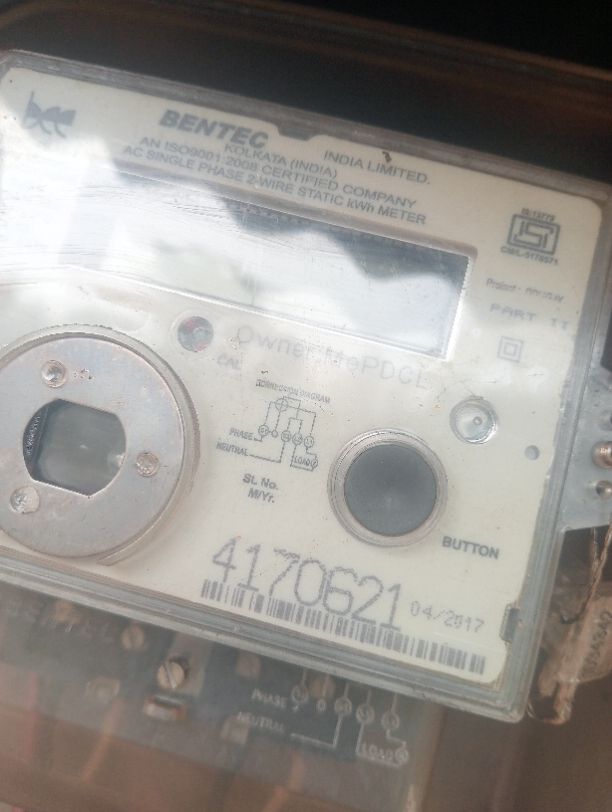 bee
BENTEC INDIA LIMITED.
KOLKATA (INDIA)
AN ISO9001:2008 CERTIFIED COMPANY
AC SINGLE PHASE 2-WIRE STATIC kWh METER
PART II
CAL
Owner: MePDCL
CONNECTION DIAGRAM
PHASE
NEUTRAL
LOAD
SL No.
M/Yr.
BUTTON
4170621 04/2017
PHASE
NEUTRAL
LOAD